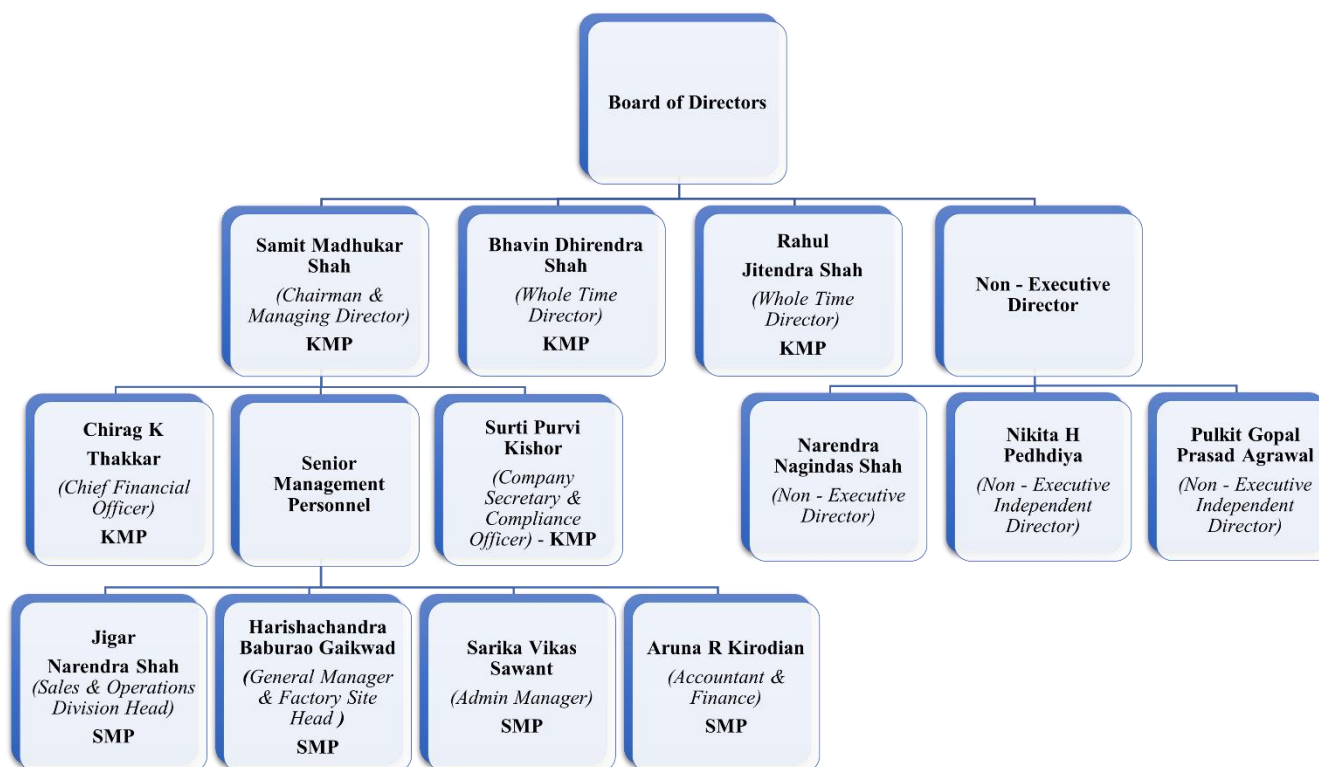 Board of Directors
Samit Madhukar
Shah
(Chairman &
Managing Director)
KMP
Bhavin Dhirendra
Shah
(Whole Time
Director)
KMP
Rahul
Jitendra Shah
(Whole Time
Director)
KMP
Non - Executive
Director
Chirag K
Thakkar
(Chief Financial
Officer)
KMP
Senior
Management
Personnel
Surti Purvi
Kishor
(Company
Secretary &
Compliance
Officer) - KMP
Narendra
Nagindas Shah
(Non - Executive
Director)
Nikita H
Pedhdiya
(Non - Executive
Independent
Director)
Pulkit Gopal
Prasad Agrawal
(Non - Executive
Independent
Director)
Jigar
Narendra Shah
(Sales & Operations
Division Head)
SMP
Harishachandra
Baburao Gaikwad
(General Manager
& Factory Site
Head )
SMP
Sarika Vikas
Sawant
(Admin Manager)
SMP
Aruna R Kirodian
(Accountant &
Finance)
SMP